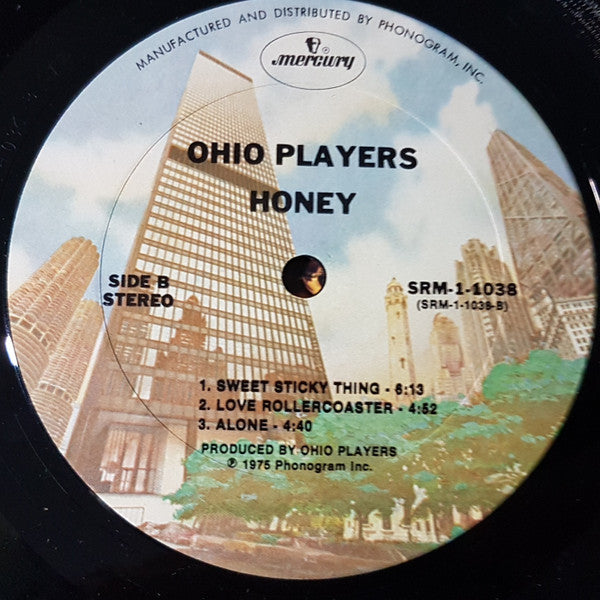 MANUFACTURED AND DISTRIBUTED BY PHONOGRAM, INC.
mercury
®
OHIO PLAYERS
HONEY
SIDE B
STEREO
SRM-1-1038
(SRM-1-1038-B)
1. SWEET STICKY THING - 6:13
2. LOVE ROLLERCOASTER - 4:52
3. ALONE - 4:40
PRODUCED BY OHIO PLAYERS
℗ 1975 Phonogram Inc.